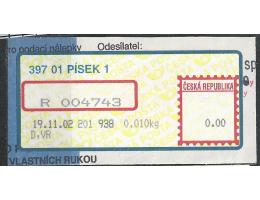 ro podací nálepky Odesílatel:
397 01 PÍSEK 1
sp
R 004743
ČESKÁ REPUBLIKA
19.11.02 201 938 0.010kg
0.00
D,VR
VLASTNÍCH RUKOU